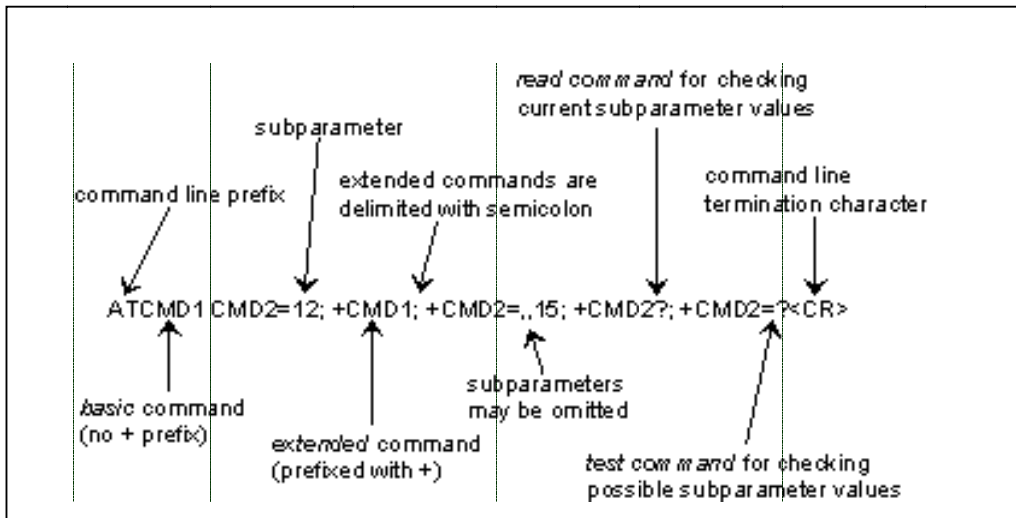 read command for checking
current subparameter values
subparameter
command line prefix
extended commands are
delimited with semicolon
command line
termination character
ATCMD1 CMD2=12; +CMD1; +CMD2=,,15; +CMD2?; +CMD2=?<CR>
basic command
(no + prefix)
extended command
(prefixed with +)
subparameters
may be omitted
test command for checking
possible subparameter values